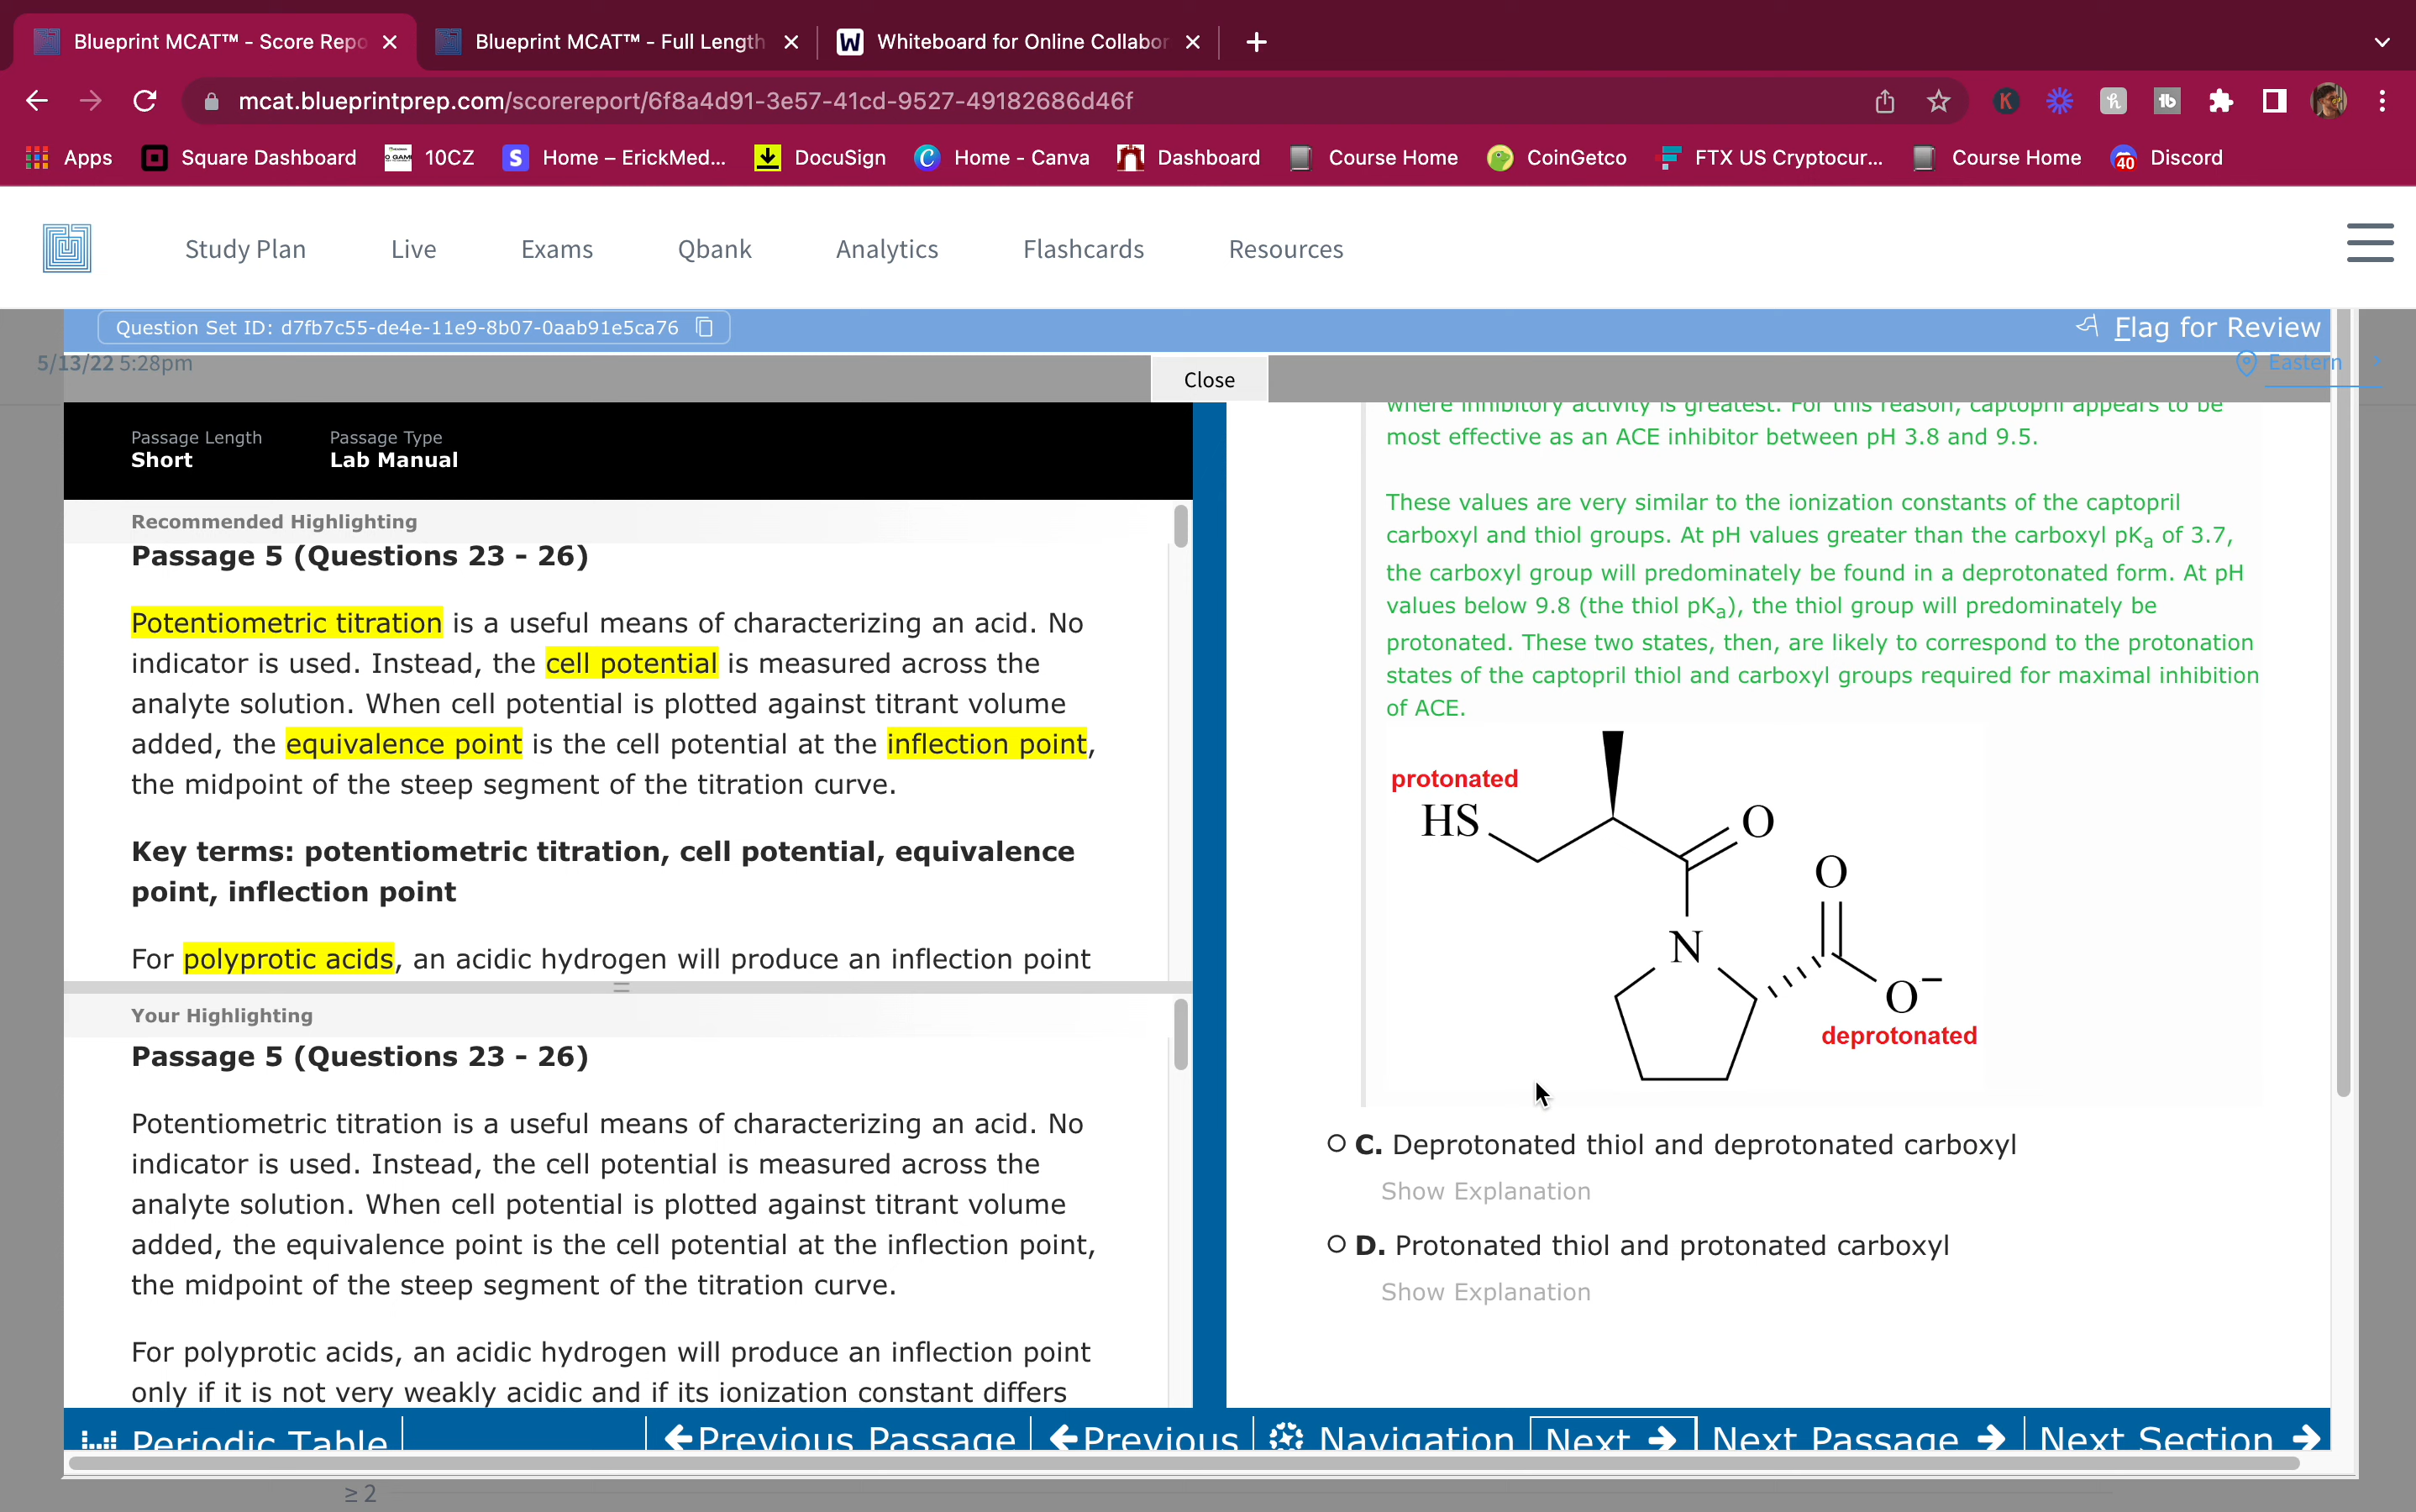 Blueprint MCAT™ - Score Repo
Blueprint MCAT™ - Full Length
W Whiteboard for Online Collabor
mcat.blueprintprep.com/scorereport/6f8a4d91-3e57-41cd-9527-49182686d46f
Apps
Square Dashboard
10CZ
S Home – ErickMed...
DocuSign
C Home - Canva
Dashboard
Course Home
CoinGetco
FTX US Cryptocur...
Course Home
40 Discord
Study Plan
Live
Exams
Qbank
Analytics
Flashcards
Resources
Question Set ID: d7fb7c55-de4e-11e9-8b07-0aab91e5ca76
Flag for Review
5/13/22 5:28pm
Eastern
Close
Passage Length
Short
Passage Type
Lab Manual
Recommended Highlighting
Passage 5 (Questions 23 - 26)
Potentiometric titration is a useful means of characterizing an acid. No
indicator is used. Instead, the cell potential is measured across the
analyte solution. When cell potential is plotted against titrant volume
added, the equivalence point is the cell potential at the inflection point,
the midpoint of the steep segment of the titration curve.
Key terms: potentiometric titration, cell potential, equivalence
point, inflection point
For polyprotic acids, an acidic hydrogen will produce an inflection point
Your Highlighting
Passage 5 (Questions 23 - 26)
Potentiometric titration is a useful means of characterizing an acid. No
indicator is used. Instead, the cell potential is measured across the
analyte solution. When cell potential is plotted against titrant volume
added, the equivalence point is the cell potential at the inflection point,
the midpoint of the steep segment of the titration curve.
For polyprotic acids, an acidic hydrogen will produce an inflection point
only if it is not very weakly acidic and if its ionization constant differs
where inhibitory activity is greatest. For this reason, captopril appears to be
most effective as an ACE inhibitor between pH 3.8 and 9.5.
These values are very similar to the ionization constants of the captopril
carboxyl and thiol groups. At pH values greater than the carboxyl pKa of 3.7,
the carboxyl group will predominately be found in a deprotonated form. At pH
values below 9.8 (the thiol pKa), the thiol group will predominately be
protonated. These two states, then, are likely to correspond to the protonation
states of the captopril thiol and carboxyl groups required for maximal inhibition
of ACE.
protonated
HS
O
O
N
O−
deprotonated
C. Deprotonated thiol and deprotonated carboxyl
Show Explanation
D. Protonated thiol and protonated carboxyl
Show Explanation
Periodic Table
Previous Passage
Previous
Navigation
Next
Next Passage
Next Section
≥ 2